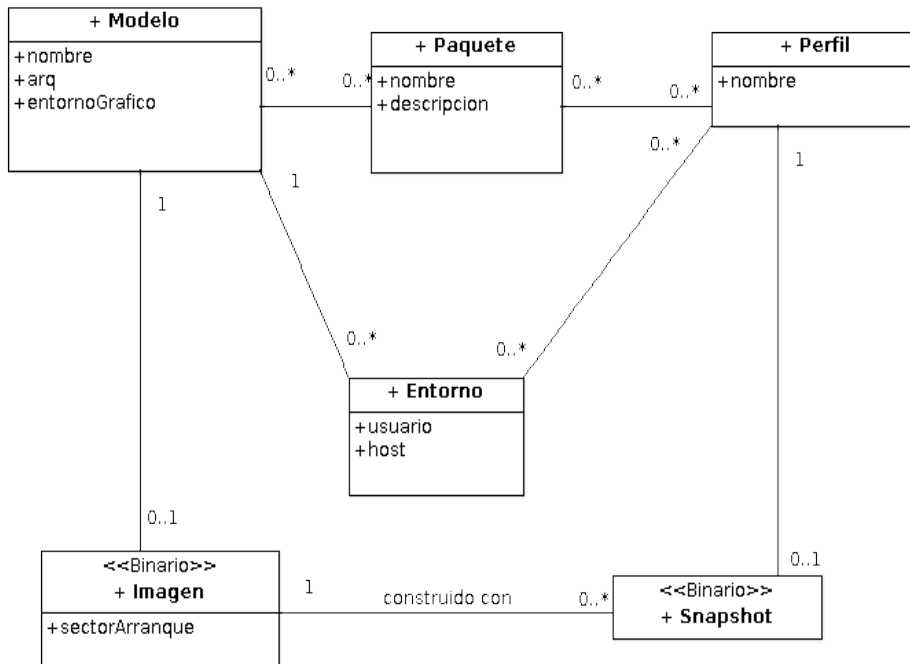 + Modelo
+nombre
+arq
+entornoGrafico
0..*
0..*
+ Paquete
+nombre
+descripcion
0..*
0..*
+ Perfil
+nombre
1
1
0..*
1
0..*
0..*
+ Entorno
+usuario
+host
0..1
0..1
<<Binario>>
+ Imagen
+sectorArranque
1
construido con
0..*
<<Binario>>
+ Snapshot